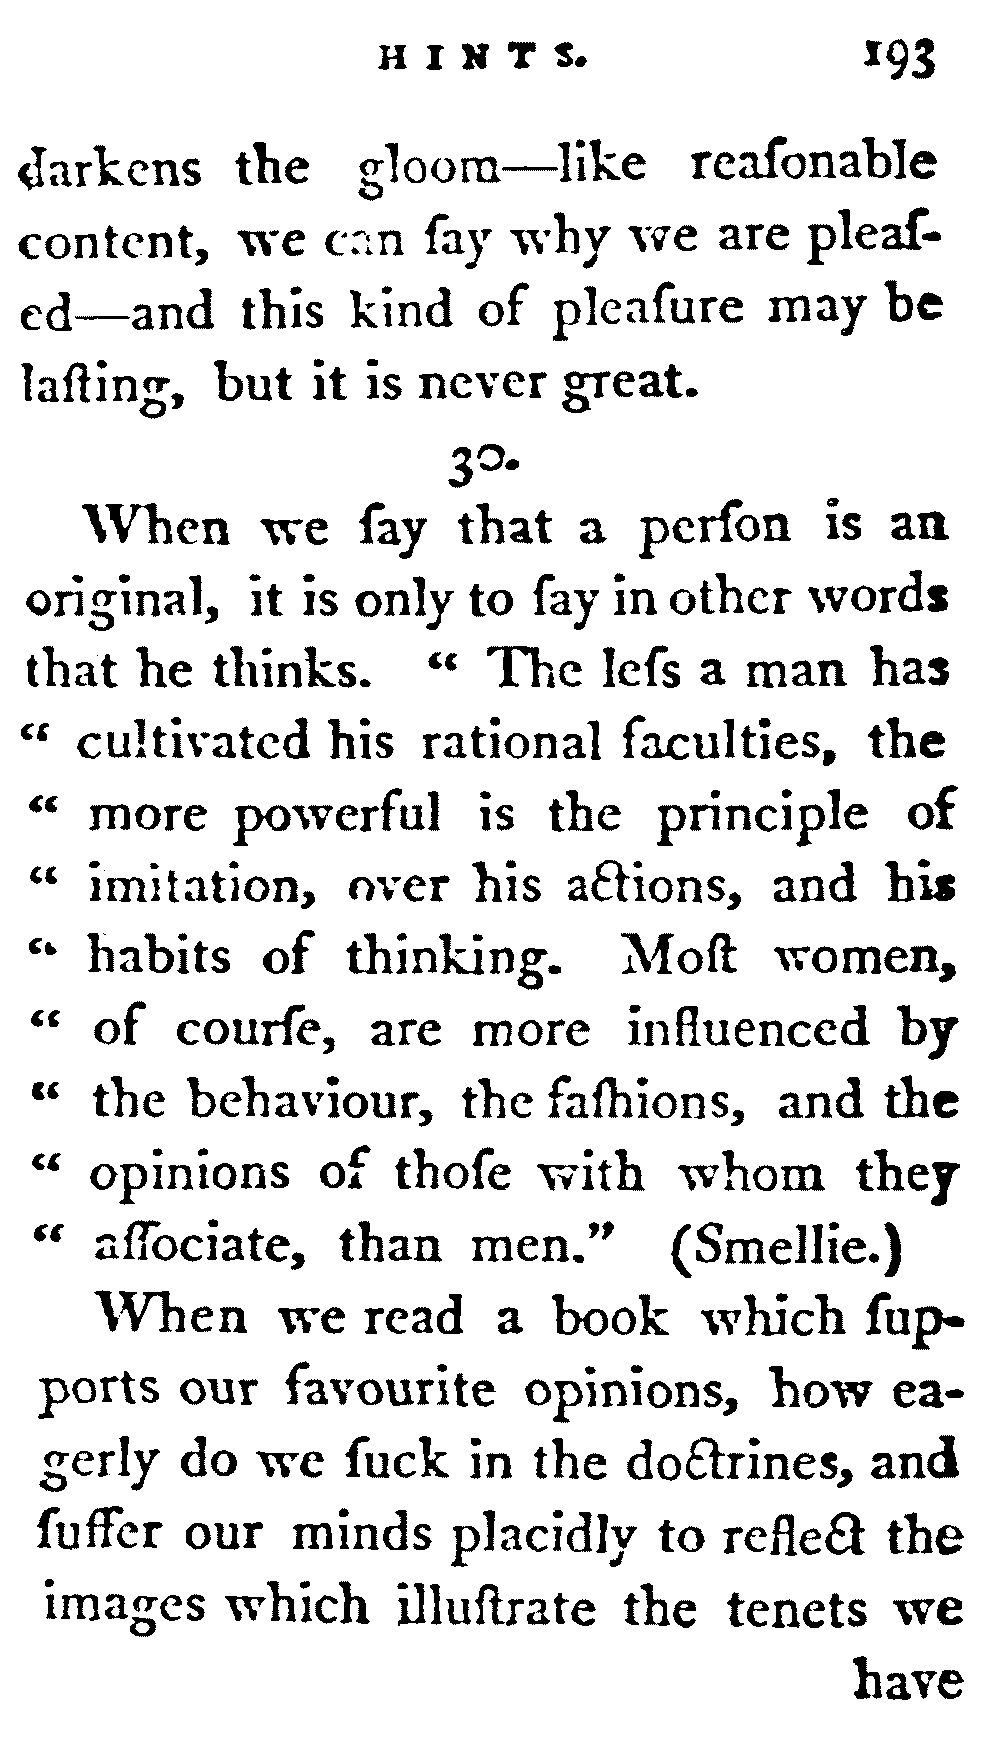 HINTS. 193
darkens the gloom—like reaſonable
content, we can ſay why we are pleaſ-
ed—and this kind of pleaſure may be
laſting, but it is never great.
30.
When we ſay that a perſon is an
original, it is only to ſay in other words
that he thinks. “ The leſs a man has
“ cultivated his rational faculties, the
“ more powerful is the principle of
“ imitation, over his actions, and his
“ habits of thinking. Moſt women,
“ of courſe, are more influenced by
“ the behaviour, the faſhions, and the
“ opinions of thoſe with whom they
“ aſſociate, than men.” (Smellie.)
When we read a book which ſup-
ports our favourite opinions, how ea-
gerly do we ſuck in the doctrines, and
ſuffer our minds placidly to reflect the
images which illuſtrate the tenets we
have